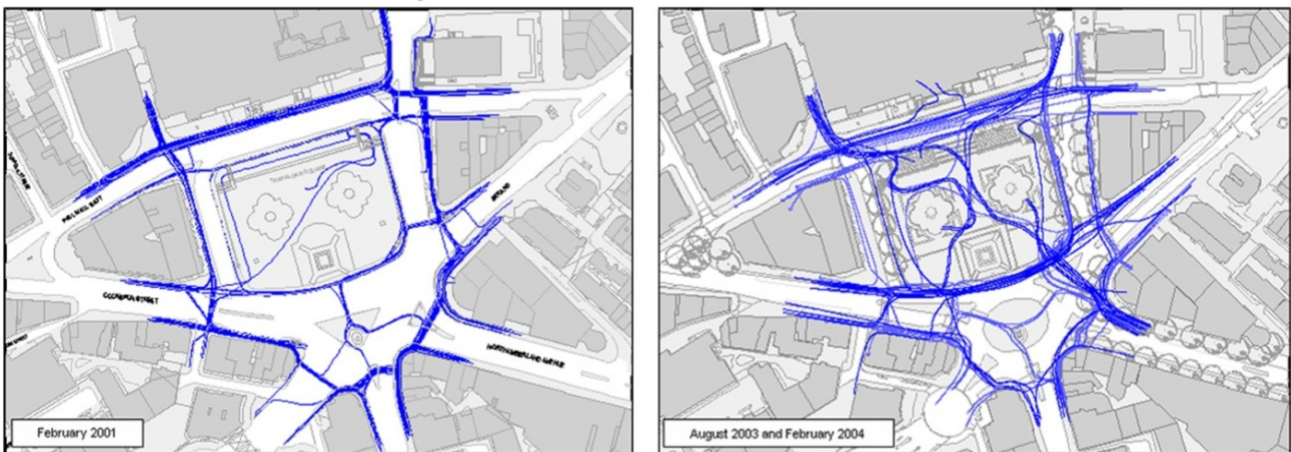 PALL MALL EAST
STRAND
COCKSPUR STREET
NORTHUMBERLAND AVENUE
February 2001
August 2003 and February 2004